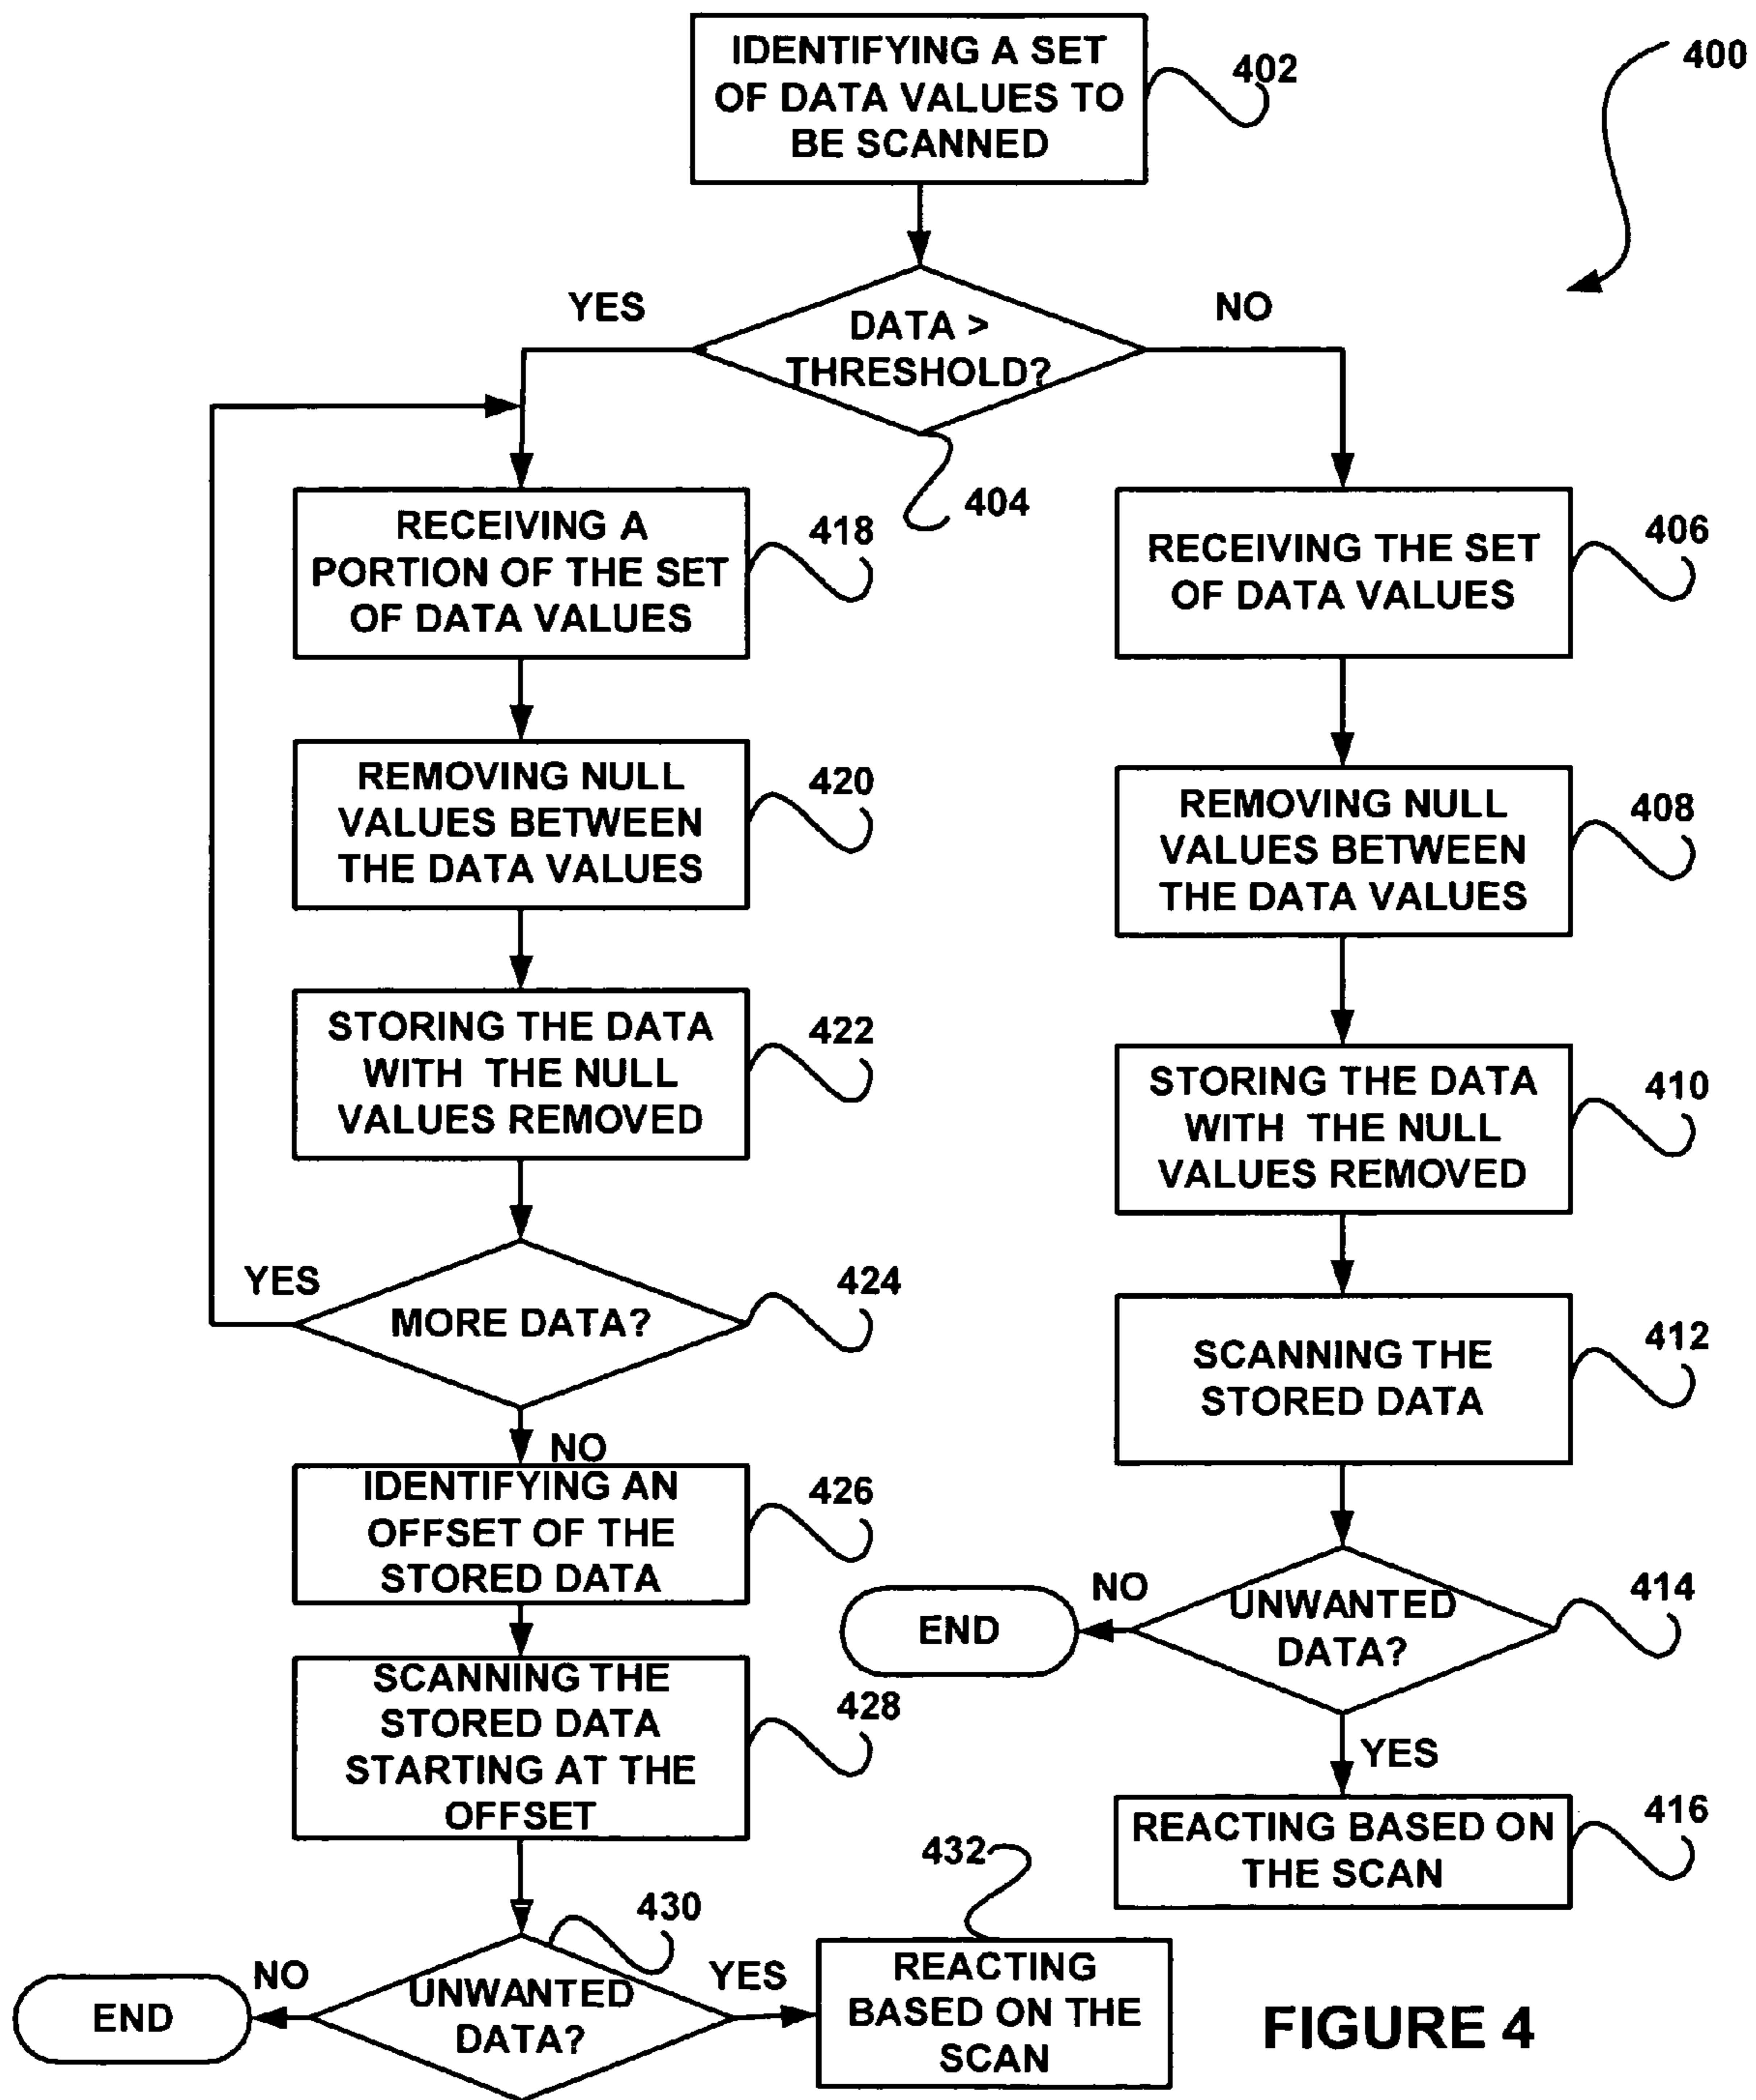 IDENTIFYING A SET
OF DATA VALUES TO
BE SCANNED
402
400
YES
DATA >
THRESHOLD?
NO
404
RECEIVING A
PORTION OF THE SET
OF DATA VALUES
418
RECEIVING THE SET
OF DATA VALUES
406
REMOVING NULL
VALUES BETWEEN
THE DATA VALUES
420
REMOVING NULL
VALUES BETWEEN
THE DATA VALUES
408
STORING THE DATA
WITH THE NULL
VALUES REMOVED
422
STORING THE DATA
WITH THE NULL
VALUES REMOVED
410
YES
MORE DATA?
424
NO
SCANNING THE
STORED DATA
412
IDENTIFYING AN
OFFSET OF THE
STORED DATA
426
END
NO
UNWANTED
DATA?
414
SCANNING THE
STORED DATA
STARTING AT THE
OFFSET
428
YES
REACTING BASED ON
THE SCAN
416
430
432
END
NO
UNWANTED
DATA?
YES
REACTING
BASED ON THE
SCAN
FIGURE 4